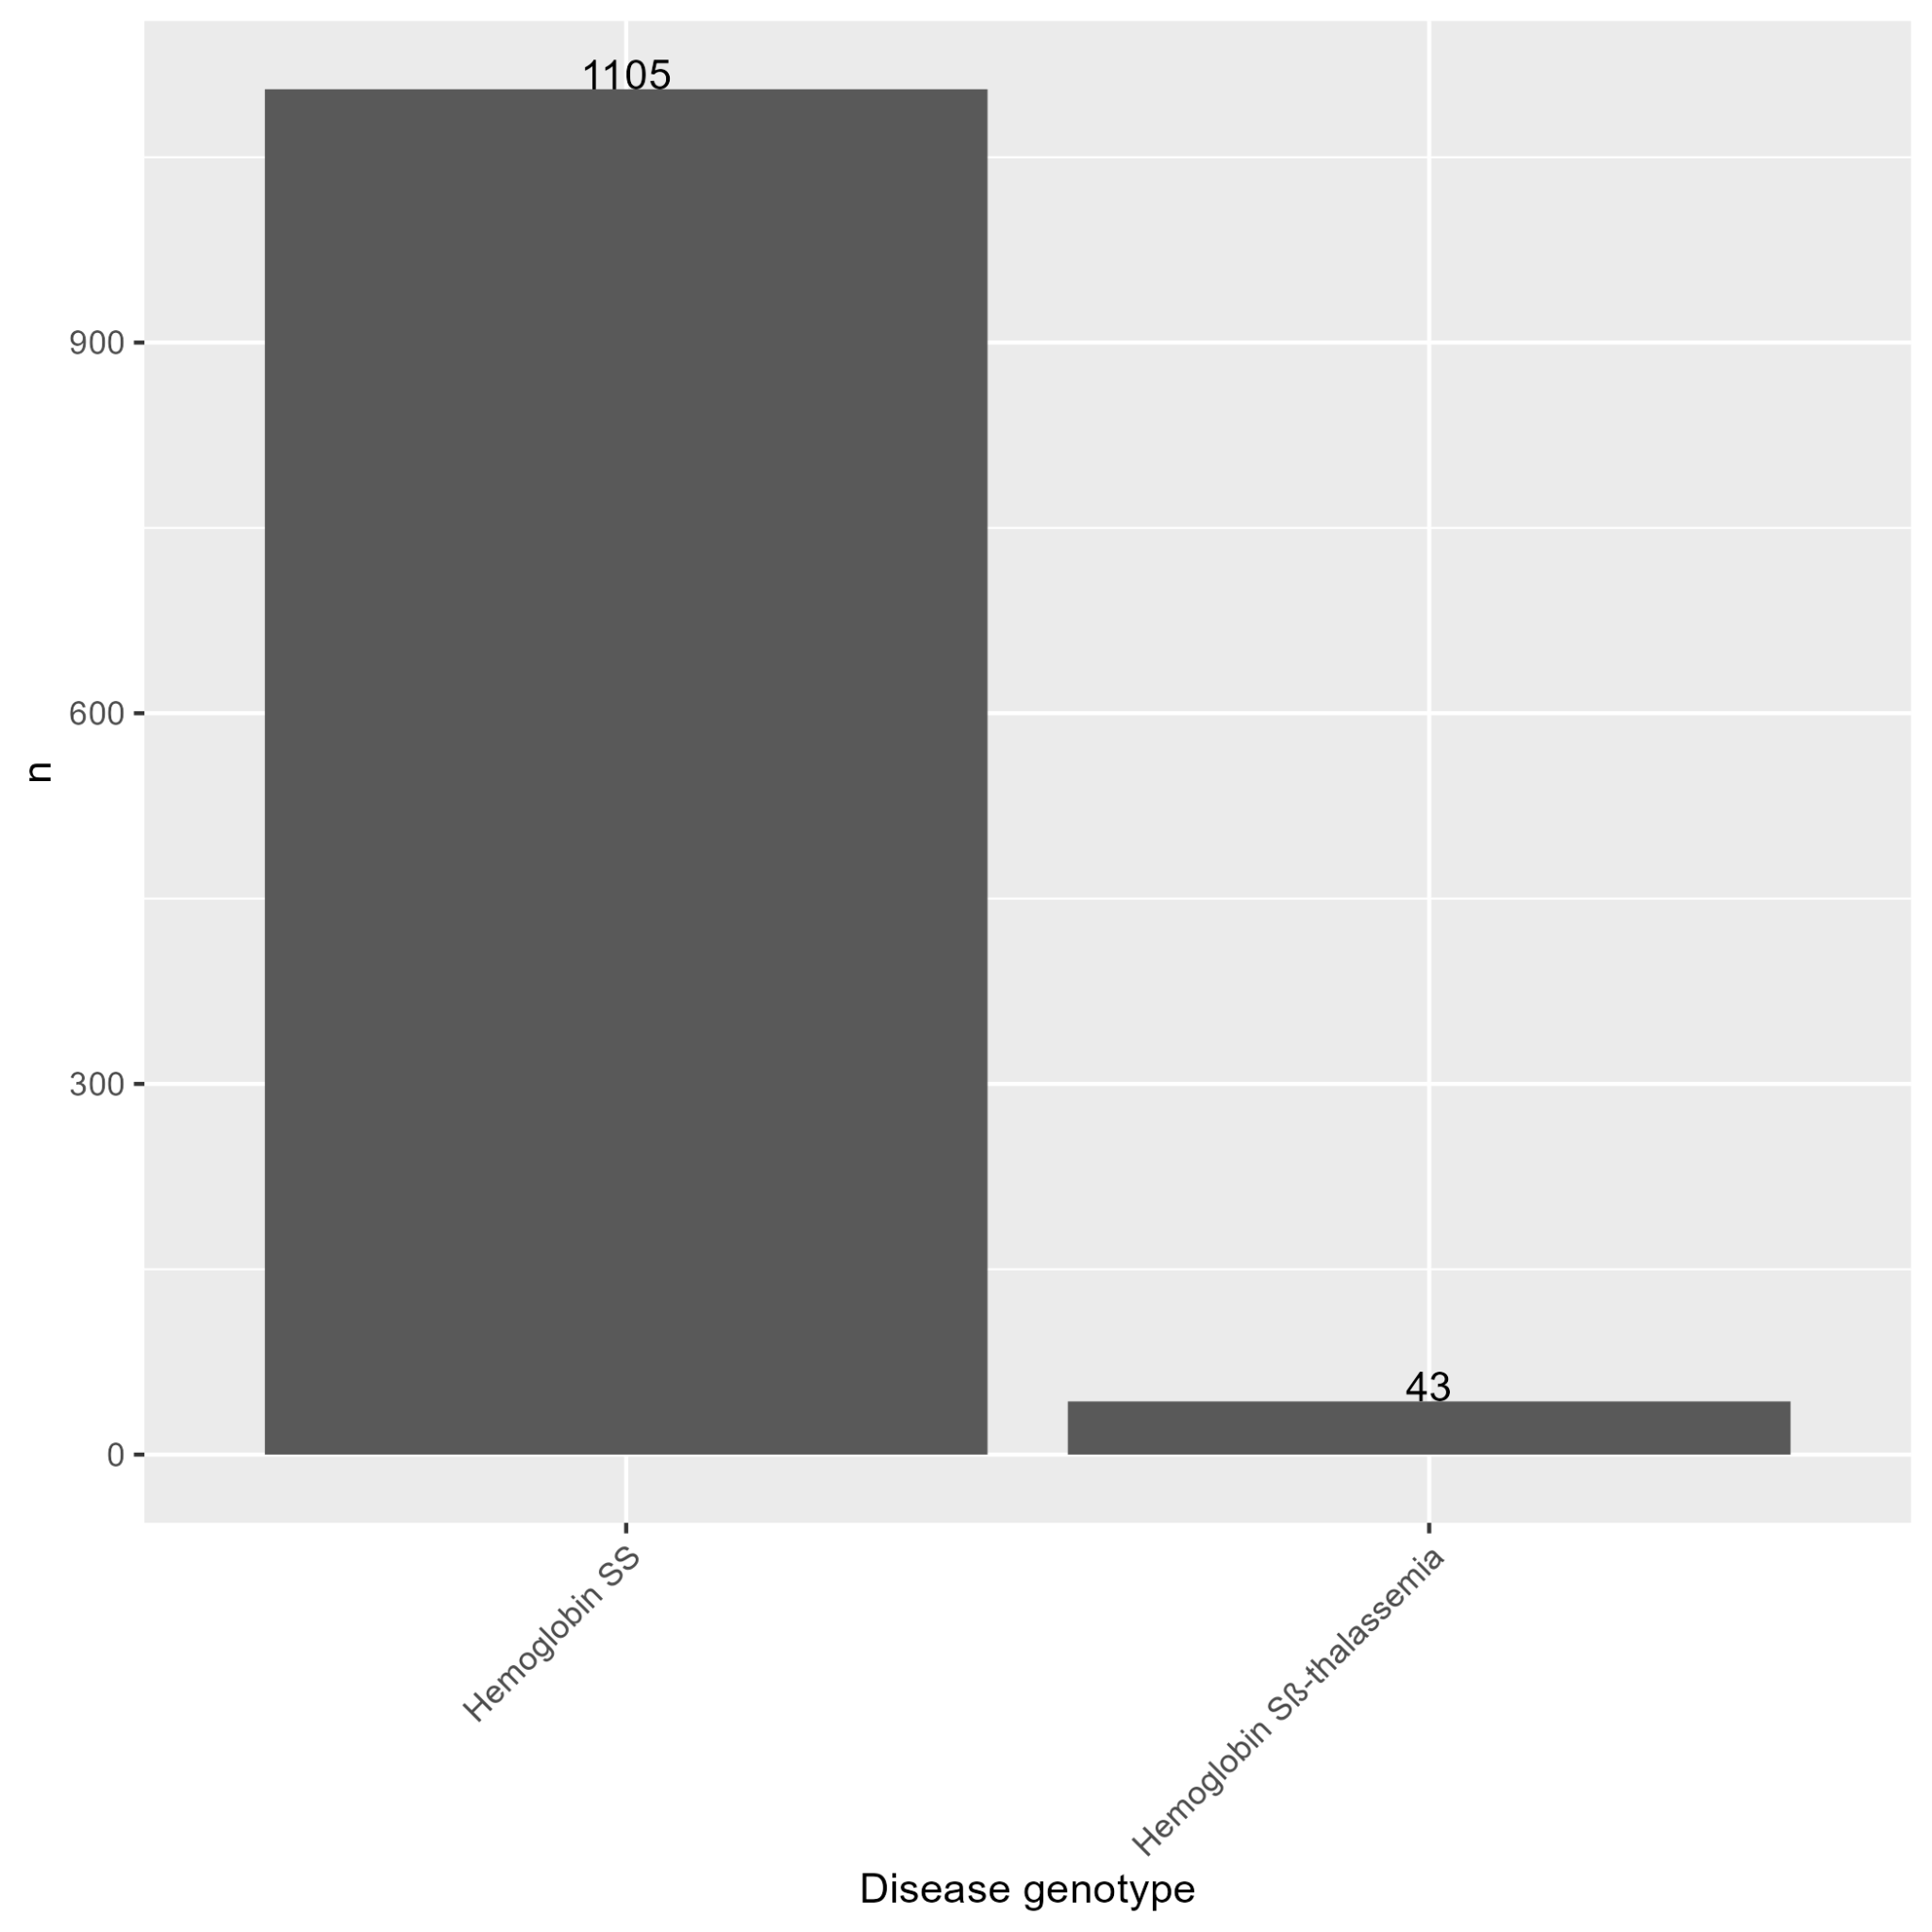 1105
900
600
n
300
43
0
Hemoglobin SS
Hemoglobin Sß-thalassemia
Disease genotype